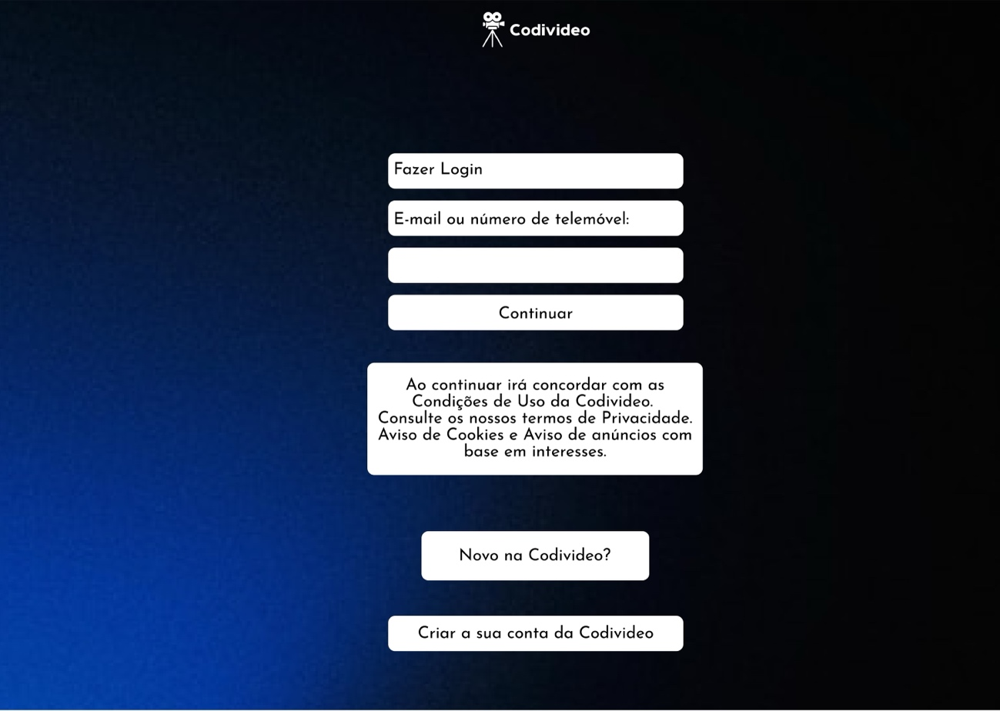 Codivideo
Fazer Login
E-mail ou número de telemóvel:
Continuar
Ao continuar irá concordar com as
Condições de Uso da Codivideo.
Consulte os nossos termos de Privacidade.
Aviso de Cookies e Aviso de anúncios com
base em interesses.
Novo na Codivideo?
Criar a sua conta da Codivideo